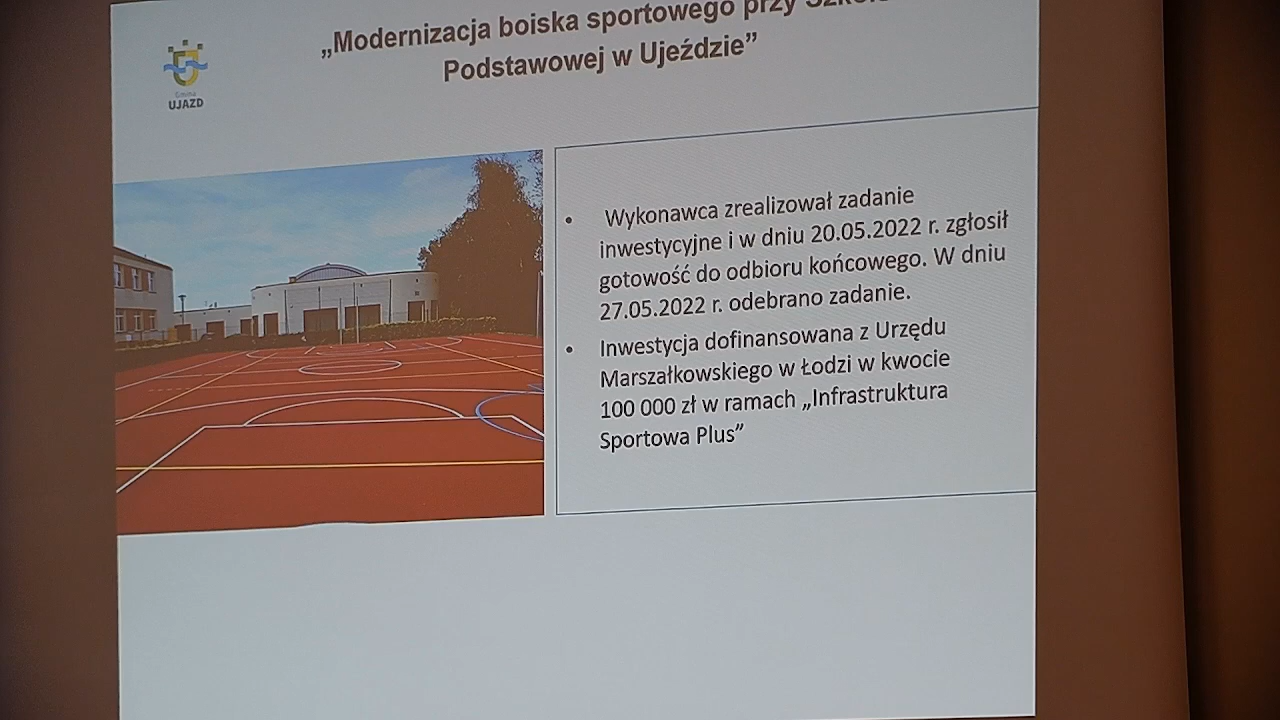 „Modernizacja boiska sportowego przy
Podstawowej w Ujeździe”
Gmina
UJAZD
• Wykonawca zrealizował zadanie
inwestycyjne i w dniu 20.05.2022 r. zgłosił
gotowość do odbioru końcowego. W dniu
27.05.2022 r. odebrano zadanie.
• Inwestycja dofinansowana z Urzędu
Marszałkowskiego w Łodzi w kwocie
100 000 zł w ramach „Infrastruktura
Sportowa Plus”